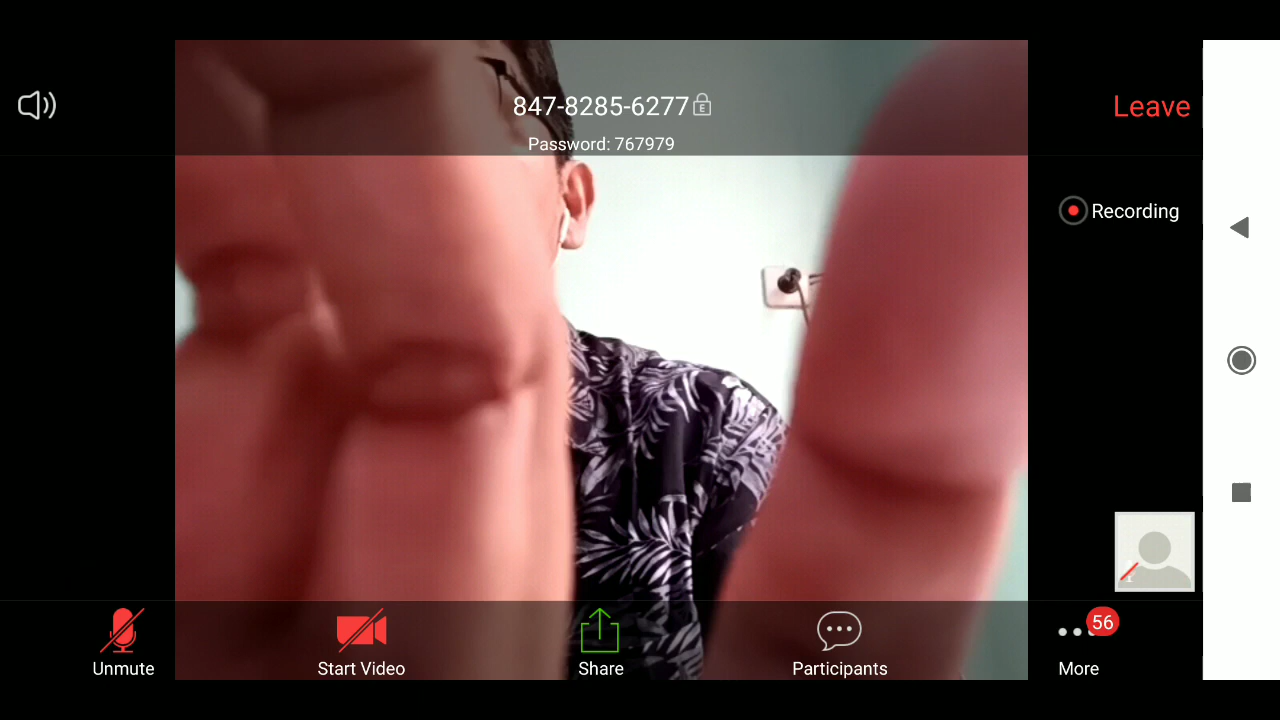 847-8285-6277
Password: 767979
Leave
Recording
Unmute
Start Video
Share
Participants
56
More